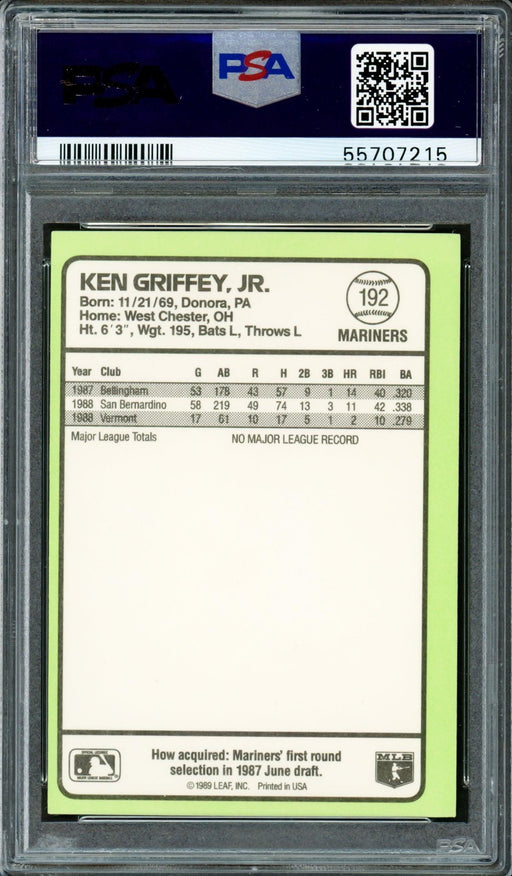 PSA
PSA
55707215
KEN GRIFFEY, JR.
Born: 11/21/69, Donora, PA
Home: West Chester, OH
Ht. 6'3", Wgt. 195, Bats L, Throws L
192
MARINERS
Year Club G AB R H 2B 3B HR RBI BA
1987 Bellingham 53 178 43 57 9 1 14 40 .320
1988 San Bernardino 58 219 49 74 13 3 11 42 .338
1988 Vermont 17 61 10 17 5 1 2 10 .279
Major League Totals NO MAJOR LEAGUE RECORD
How acquired: Mariners' first round
selection in 1987 June draft.
© 1989 LEAF, INC. Printed in USA
MLB
PSA